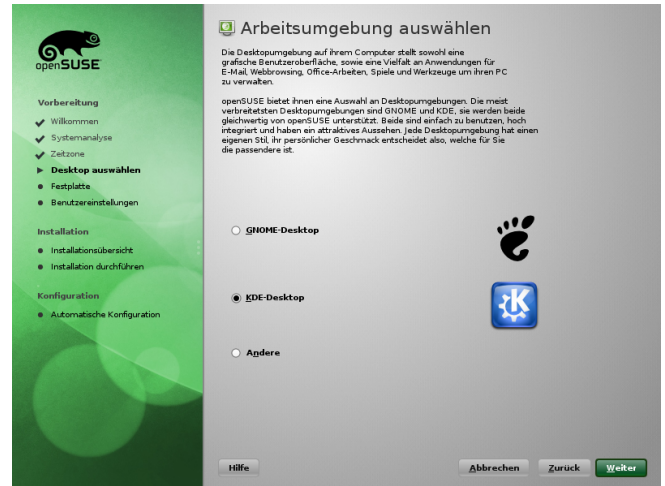 openSUSE
Vorbereitung
Willkommen
Systemanalyse
Zeitzone
Desktop auswählen
Festplatte
Benutzereinstellungen
Installation
Installationsübersicht
Installation durchführen
Konfiguration
Automatische Konfiguration
Arbeitsumgebung auswählen
Die Desktopumgebung auf ihrem Computer stellt sowohl eine
grafische Benutzeroberfläche, sowie eine Vielfalt an Anwendungen für
E-Mail, Webbrowsing, Office-Arbeiten, Spiele und Werkzeuge um ihren PC
zu verwalten.
openSUSE bietet ihnen eine Auswahl an Desktopumgebungen. Die meist
verbreitetsten Desktopumgebungen sind GNOME und KDE, sie werden beide
gleichwertig von openSUSE unterstützt. Beide sind einfach zu benutzen, hoch
integriert und haben ein attraktives Aussehen. Jede Desktopumgebung hat einen
eigenen Stil, ihr persönlicher Geschmack entscheidet also, welche für Sie
die passendere ist.
GNOME-Desktop
KDE-Desktop
K
Andere
Hilfe
Abbrechen
Zurück
Weiter